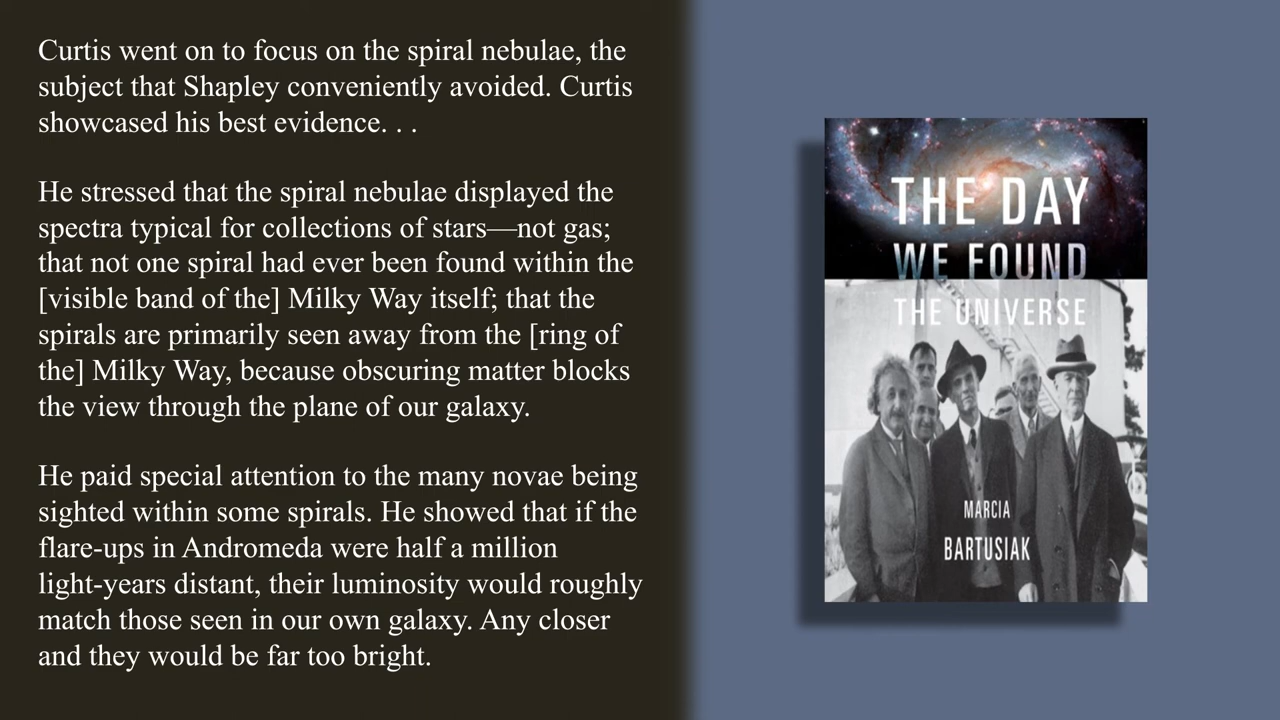 Curtis went on to focus on the spiral nebulae, the
subject that Shapley conveniently avoided. Curtis
showcased his best evidence. . .
He stressed that the spiral nebulae displayed the
spectra typical for collections of stars—not gas;
that not one spiral had ever been found within the
[visible band of the] Milky Way itself; that the
spirals are primarily seen away from the [ring of
the] Milky Way, because obscuring matter blocks
the view through the plane of our galaxy.
He paid special attention to the many novae being
sighted within some spirals. He showed that if the
flare-ups in Andromeda were half a million
light-years distant, their luminosity would roughly
match those seen in our own galaxy. Any closer
and they would be far too bright.
THE DAY
WE FOUND
THE UNIVERSE
MARCIA
BARTUSIAK